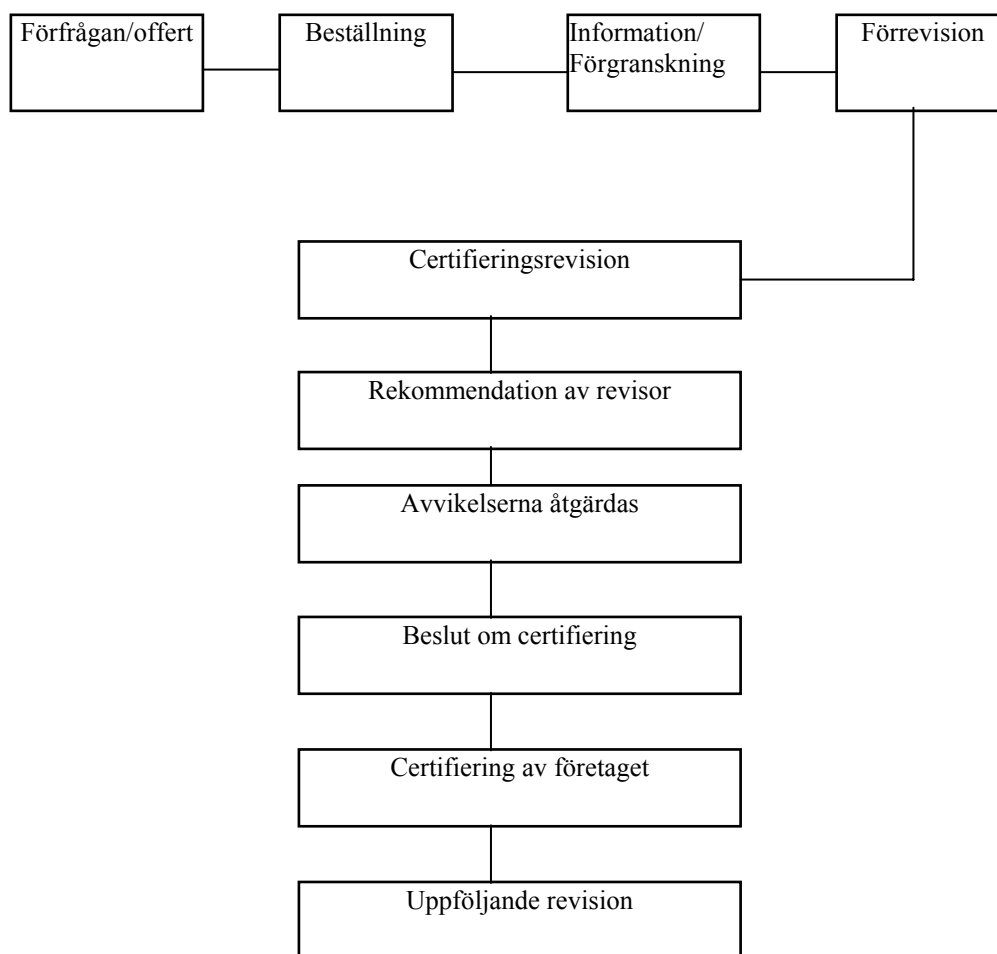 Förfrågan/offert
Beställning
Information/
Förgranskning
Förrevision
Certifieringsrevision
Rekommendation av revisor
Avvikelserna åtgärdas
Beslut om certifiering
Certifiering av företaget
Uppföljande revision